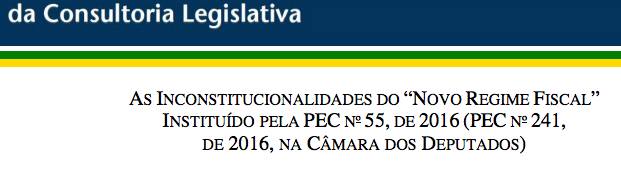 da Consultoria Legislativa
AS INCONSTITUCIONALIDADES DO “NOVO REGIME FISCAL”
INSTITUÍDO PELA PEC Nº 55, DE 2016 (PEC Nº 241,
DE 2016, NA CÂMARA DOS DEPUTADOS)